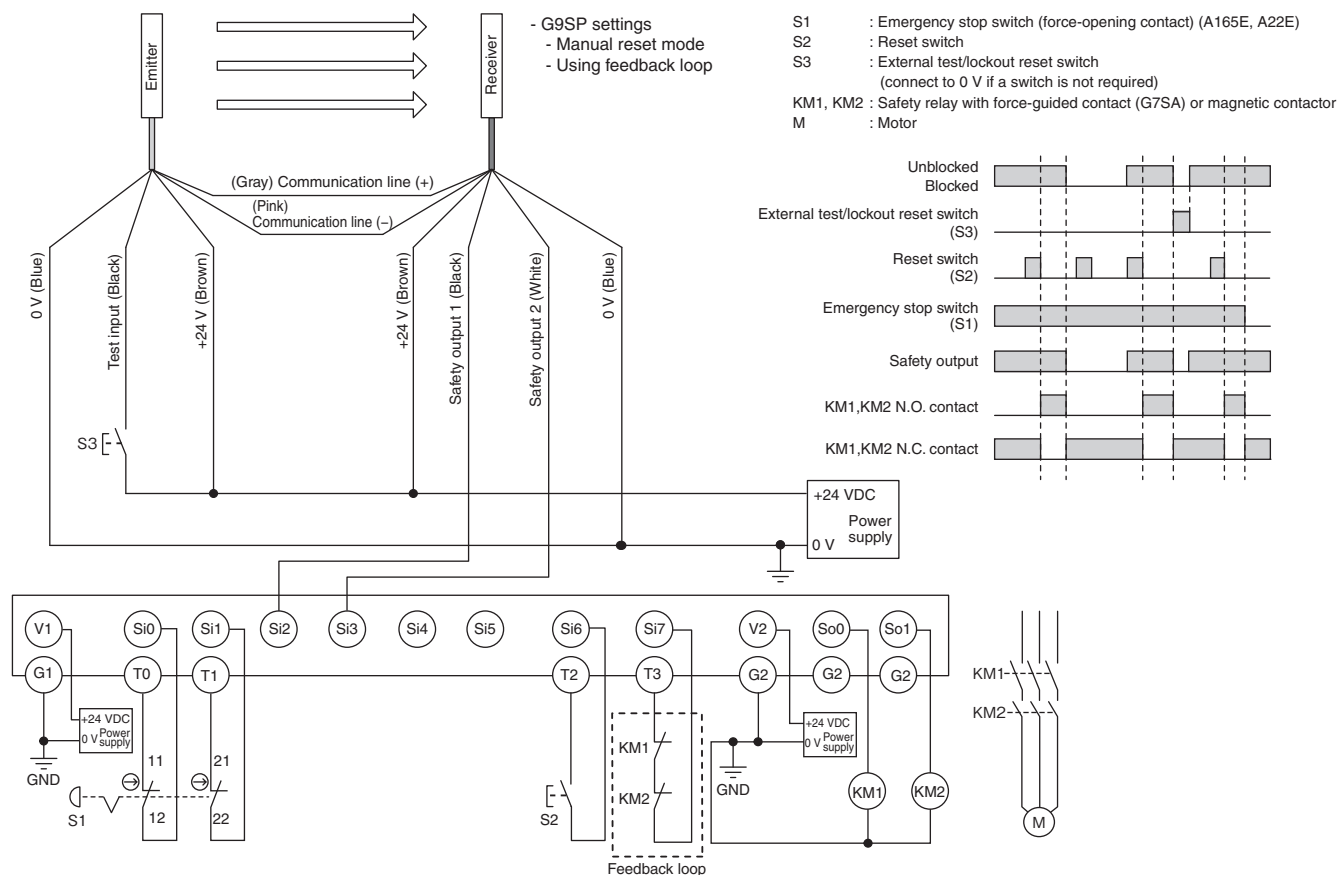 - G9SP settings
- Manual reset mode
- Using feedback loop
S1 : Emergency stop switch (force-opening contact) (A165E, A22E)
S2 : Reset switch
S3 : External test/lockout reset switch
(connect to 0 V if a switch is not required)
KM1, KM2 : Safety relay with force-guided contact (G7SA) or magnetic contactor
M : Motor
Emitter
Receiver
(Gray) Communication line (+)
(Pink)
Communication line (–)
0 V (Blue)
Test input (Black)
+24 V (Brown)
+24 V (Brown)
Safety output 1 (Black)
Safety output 2 (White)
0 V (Blue)
S3
+24 VDC
Power
supply
0 V
Unblocked
Blocked
External test/lockout reset switch
(S3)
Reset switch
(S2)
Emergency stop switch
(S1)
Safety output
KM1,KM2 N.O. contact
KM1,KM2 N.C. contact
V1
Si0
Si1
Si2
Si3
Si4
Si5
Si6
Si7
V2
So0
So1
G1
T0
T1
T2
T3
G2
G2
G2
+24 VDC
0 V Power
supply
GND
11
21
12
22
S1
S2
KM1
KM2
Feedback loop
+24 VDC
0 V Power
supply
GND
KM1
KM2
KM1
KM2
M